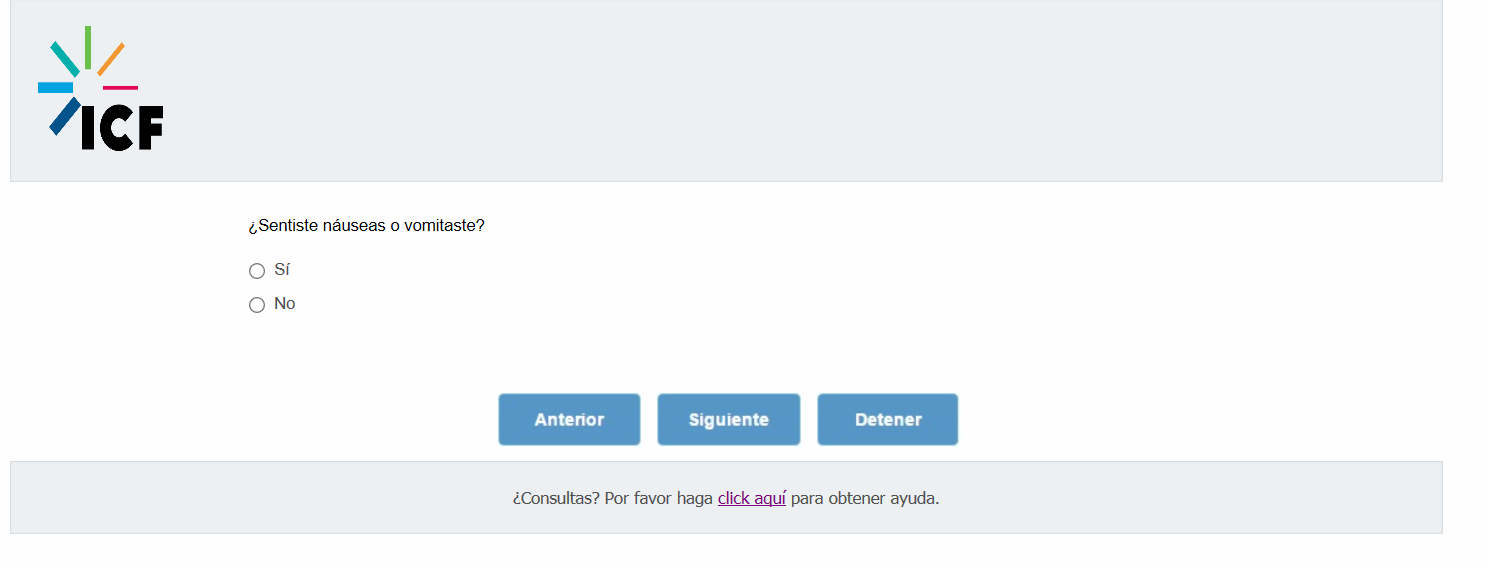 ICF
¿Sentiste náuseas o vomitaste?
Sí
No
Anterior Siguiente Detener
¿Consultas? Por favor haga click aquí para obtener ayuda.